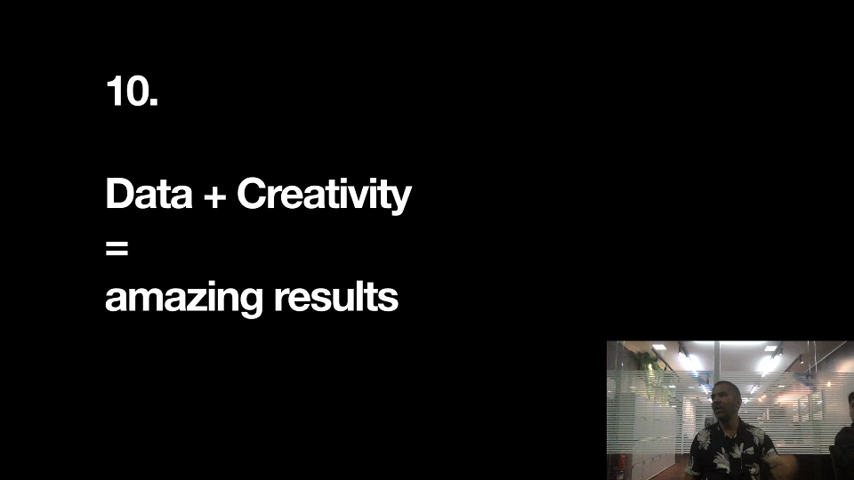 10.
Data + Creativity
=
amazing results